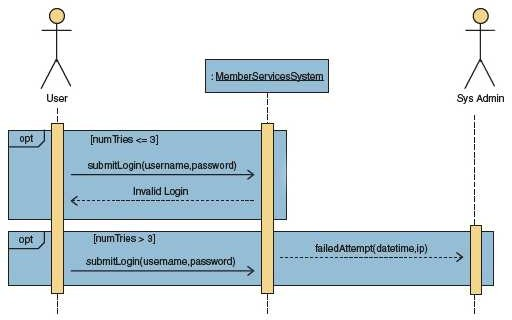 : MemberServicesSystem
User
Sys Admin
opt
[numTries <= 3]
submitLogin(username,password)
Invalid Login
opt
[numTries > 3]
submitLogin(username,password)
failedAttempt(datetime,ip)